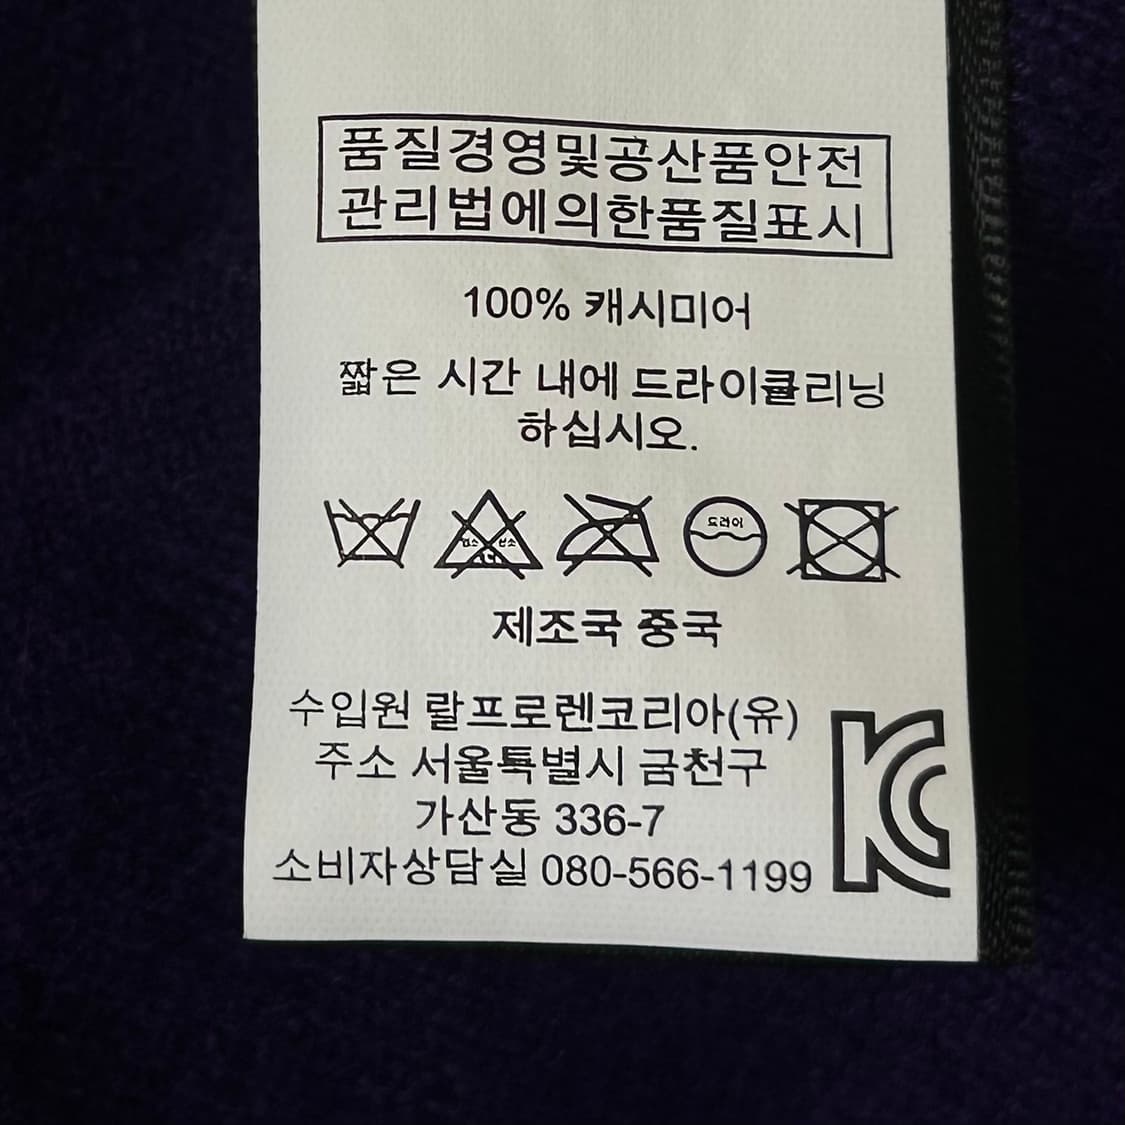 품질경영및공산품안전
관리법에의한품질표시
100% 캐시미어
짧은 시간 내에 드라이클리닝
하십시오.
드라이
제조국 중국
수입원 랄프로렌코리아(유)
주소 서울특별시 금천구
가산동 336-7
소비자상담실 080-566-1199
KC